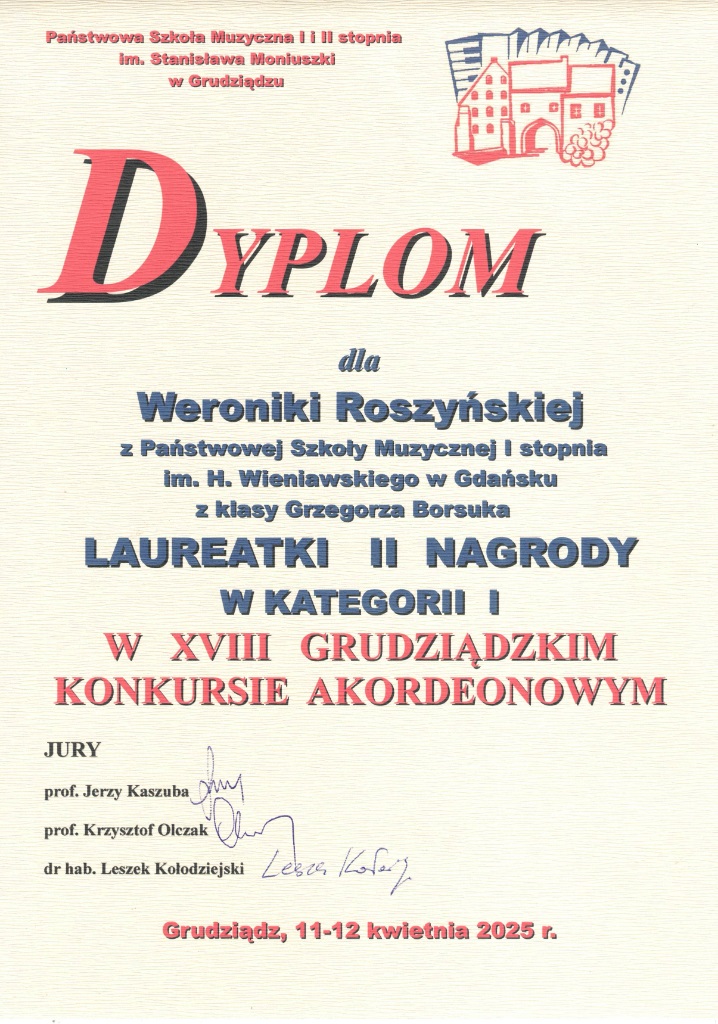 Państwowa Szkoła Muzyczna I i II stopnia
im. Stanisława Moniuszki
w Grudziądzu
DYPLOM
dla
Weroniki Roszyńskiej
z Państwowej Szkoły Muzycznej I stopnia
im. H. Wieniawskiego w Gdańsku
z klasy Grzegorza Borsuka
LAUREATKI II NAGRODY
W KATEGORII I
W XVIII GRUDZIĄDZKIM
KONKURSIE AKORDEONOWYM
JURY
prof. Jerzy Kaszuba
prof. Krzysztof Olczak
dr hab. Leszek Kołodziejski
Grudziądz, 11-12 kwietnia 2025 r.